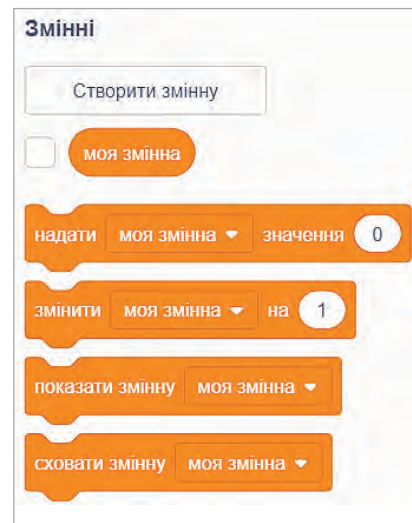 Змінні
Створити змінну
моя змінна
надати моя змінна значення 0
змінити моя змінна на 1
показати змінну моя змінна
сховати змінну моя змінна